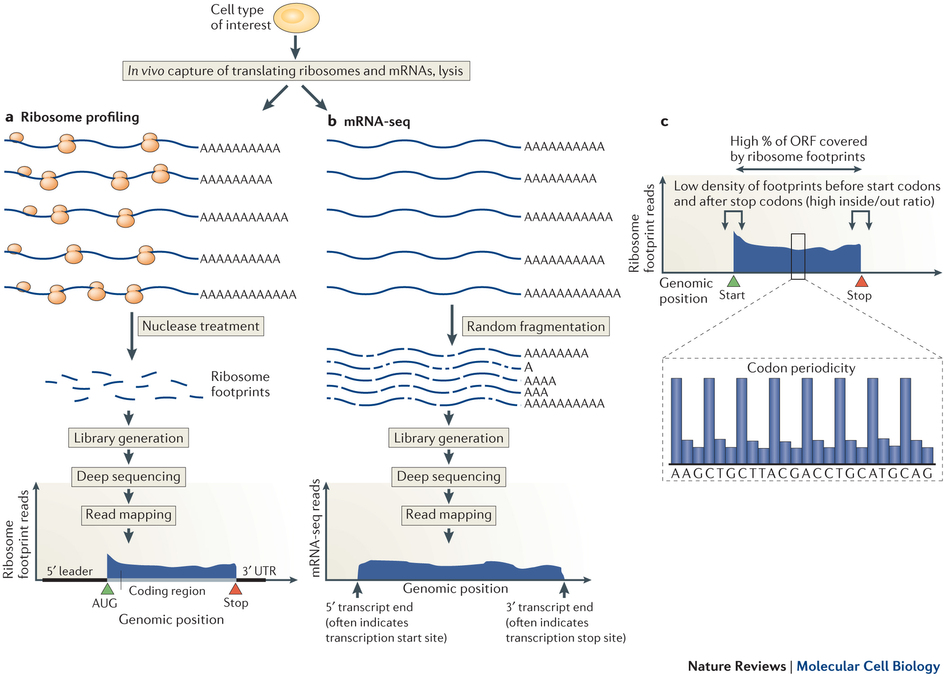 Cell type
of interest
In vivo capture of translating ribosomes and mRNAs, lysis
a Ribosome profiling
AAAAAAAAAA
AAAAAAAAA
AAAAAAAAAAA
AAAAAAAAAA
AAAAAAAAAAAA
Nuclease treatment
Ribosome
footprints
Library generation
Deep sequencing
Read mapping
Ribosome
footprint reads
5′ leader
3′ UTR
AUG
Coding region
Stop
Genomic position
b mRNA-seq
AAAAAAAAAA
AAAAAAAAA
AAAAAAAAAAA
AAAAAAAAAA
AAAAAAAAAAAA
Random fragmentation
AAAAAAAA
A
AAAA
AAA
AAAAAAAAAA
Library generation
Deep sequencing
Read mapping
mRNA-seq reads
Genomic position
5′ transcript end
(often indicates
transcription start site)
3′ transcript end
(often indicates
transcription stop site)
c
High % of ORF covered
by ribosome footprints
Low density of footprints before start codons
and after stop codons (high inside/out ratio)
Ribosome
footprint reads
Genomic
position
Start
Stop
Codon periodicity
AAGCTGCTTACGACCTGCATGCAG
Nature Reviews | Molecular Cell Biology